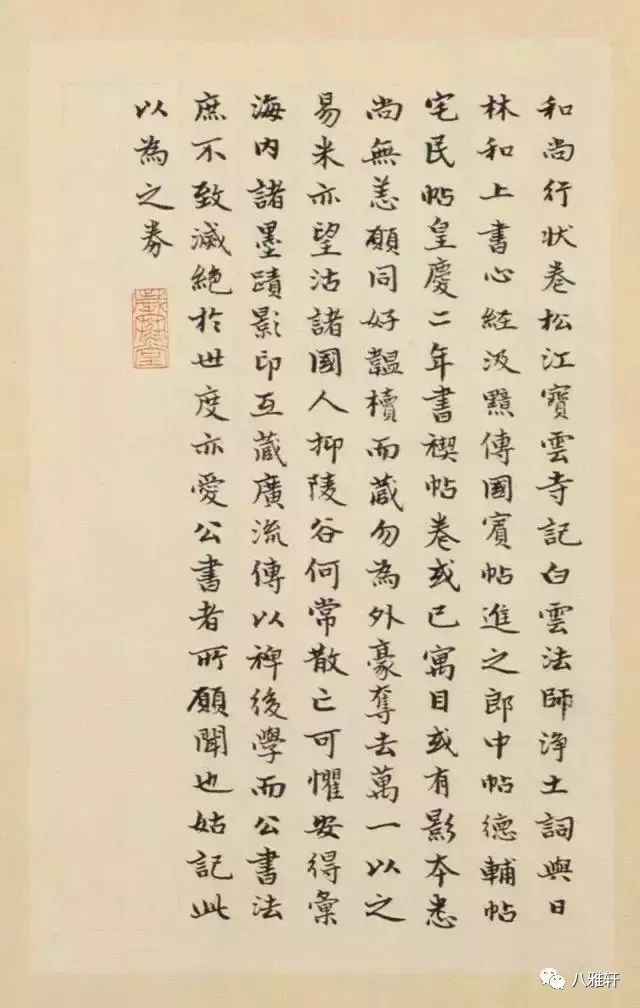 和尚行狀卷松江寶雲寺記白雲法師淨土詞與日
林和上書心經汲黯傳國賓帖進之郎中帖德輔帖
宅民帖皇慶二年書禊帖卷或已寓目或有影本悉
尚無恙願同好韞櫝而藏勿為外豪奪去萬一以之
易米亦望沽諸國人抑陵谷何常散亡可懼安得彙
海內諸墨蹟影印互藏廣流傳以裨後學而公書法
庶不致滅絕於世度亦愛公書者所願聞也姑記此
以為之券
八雅轩